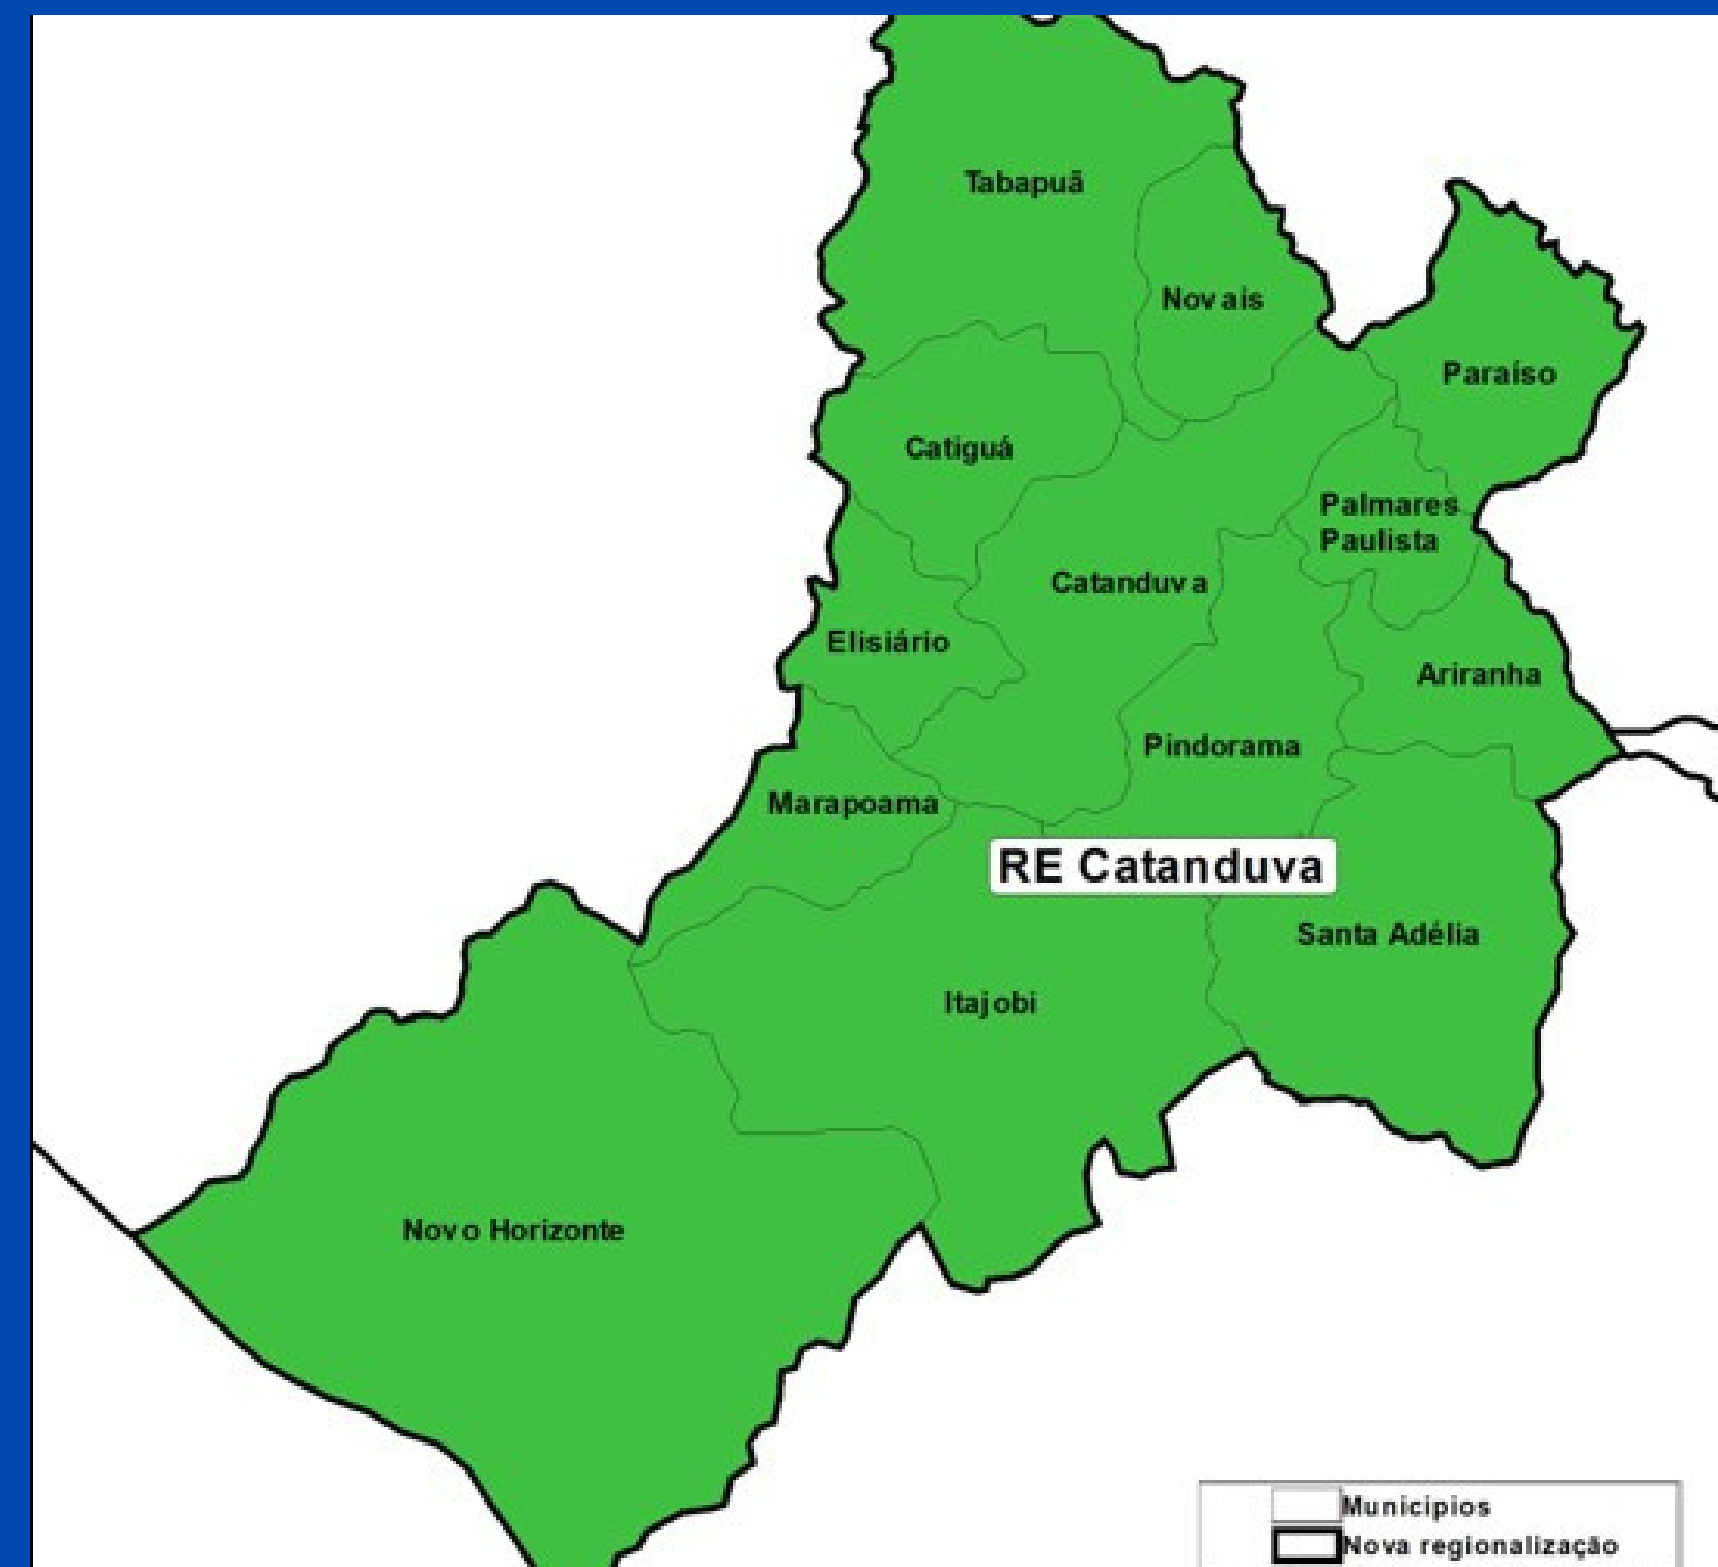 Tabapuã
Novais
Paraíso
Catiguá
Palmares
Paulista
Catanduva
Elisiário
Ariranha
Pindorama
Marapoama
RE Catanduva
Santa Adélia
Itajobi
Novo Horizonte
Municípios
Nova regionalização